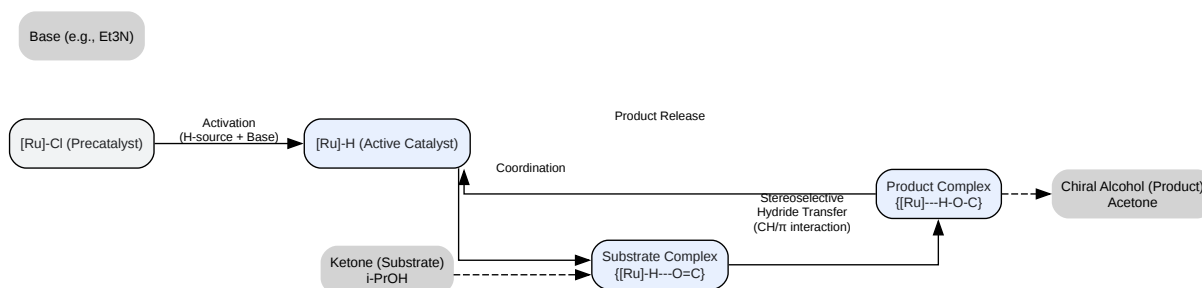 Base (e.g., Et3N)
Activation
(H-source + Base)
Product Release
[Ru]-Cl (Precatalyst)
[Ru]-H (Active Catalyst)
Coordination
Stereoselective
Hydride Transfer
(CH/π interaction)
Product Complex
{[Ru]---H-O-C}
Chiral Alcohol (Product)
Acetone
Ketone (Substrate)
i-PrOH
Substrate Complex
{[Ru]-H---O=C}